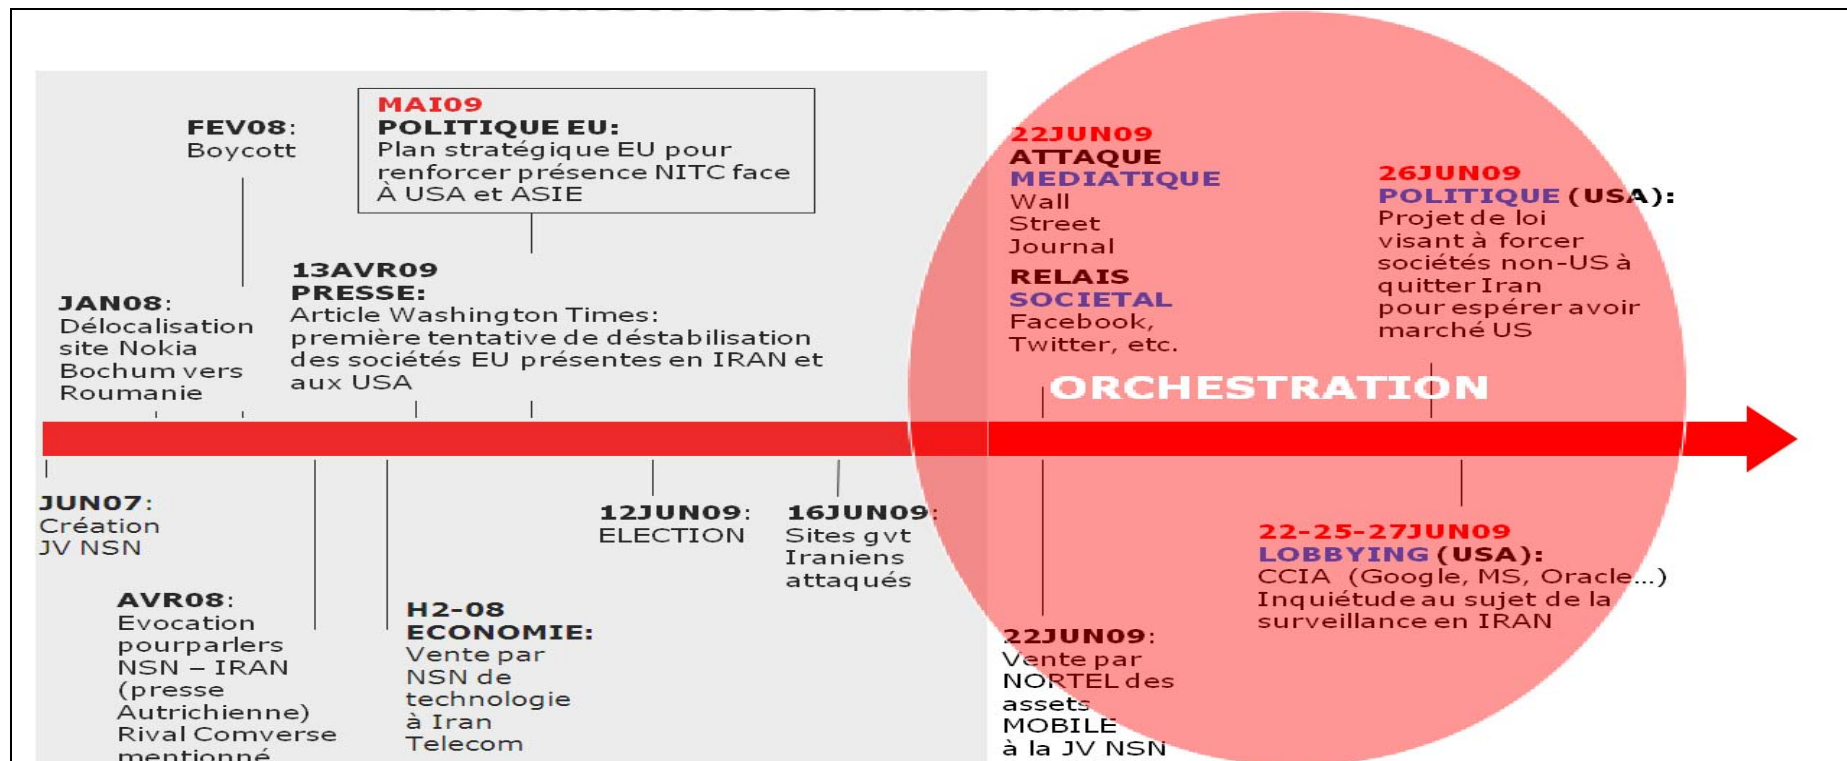 FEV08:
Boycott
MAI09
POLITIQUE EU:
Plan stratégique EU pour
renforcer présence NITC face
À USA et ASIE
JAN08:
Délocalisation
site Nokia
Bochum vers
Roumanie
13AVR09
PRESSE:
Article Washington Times:
première tentative de déstabilisation
des sociétés EU présentes en IRAN et
aux USA
22JUN09
ATTAQUE
MEDIATIQUE
Wall
Street
Journal
RELAIS
SOCIETAL
Facebook,
Twitter, etc.
26JUN09
POLITIQUE (USA):
Projet de loi
visant à forcer
sociétés non-US à
quitter Iran
pour espérer avoir
marché US
ORCHESTRATION
JUN07:
Création
JV NSN
AVR08:
Evocation
pourparlers
NSN – IRAN
(presse
Autrichienne)
Rival Comverse
mentionné
H2-08
ECONOMIE:
Vente par
NSN de
technologie
à Iran
Telecom
12JUN09:
ELECTION
16JUN09:
Sites gvt
Iraniens
attaqués
22JUN09:
Vente par
NORTEL des
assets
MOBILE
à la JV NSN
22-25-27JUN09
LOBBYING (USA):
CCIA (Google, MS, Oracle...)
Inquiétude au sujet de la
surveillance en IRAN